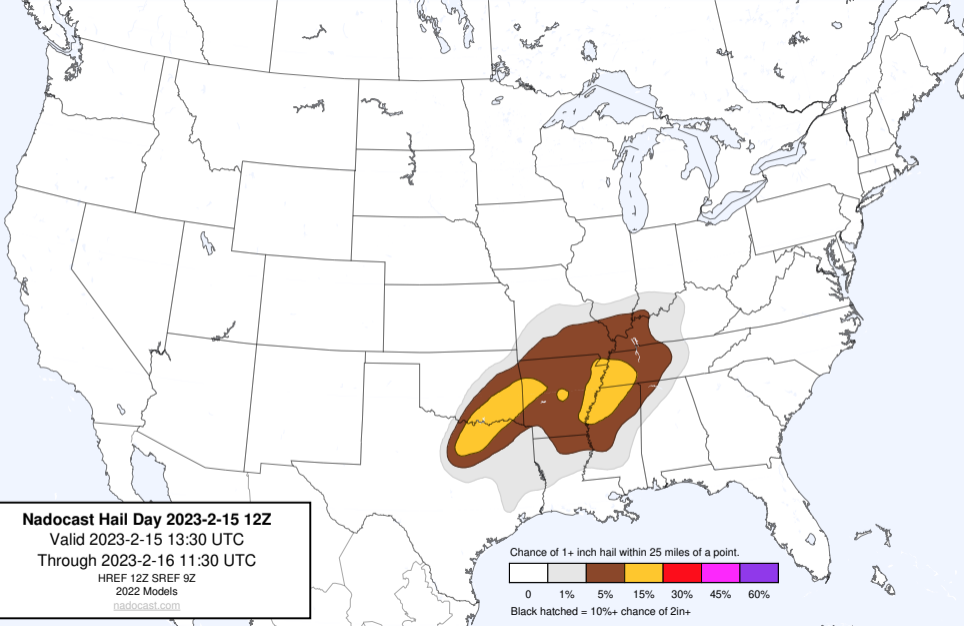 Nadocast Hail Day 2023-2-15 12Z
Valid 2023-2-15 13:30 UTC
Through 2023-2-16 11:30 UTC
HREF 12Z SREF 9Z
2022 Models
nadocast.com
Chance of 1+ inch hail within 25 miles of a point.
0 1% 5% 15% 30% 45% 60%
Black hatched = 10%+ chance of 2in+